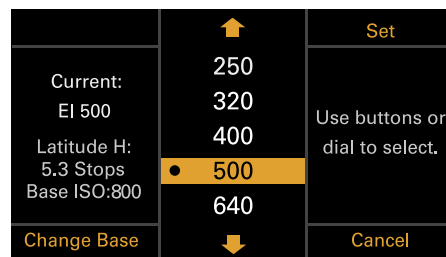 Current:
EI 500
Latitude H:
5.3 Stops
Base ISO:800
Change Base
250
320
400
500
640
Set
Use buttons or
dial to select.
Cancel